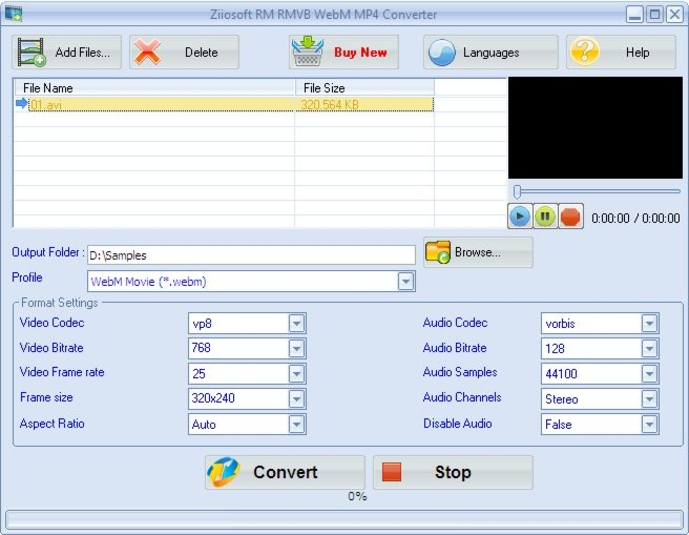 Ziiosoft RM RMVB WebM MP4 Converter
Add Files... Delete Buy New Languages Help
File Name File Size
01.avi 320.564 KB
0:00:00 / 0:00:00
Output Folder : D:\Samples Browse...
Profile WebM Movie (*.webm)
Format Settings
Video Codec vp8 Audio Codec vorbis
Video Bitrate 768 Audio Bitrate 128
Video Frame rate 25 Audio Samples 44100
Frame size 320x240 Audio Channels Stereo
Aspect Ratio Auto Disable Audio False
Convert Stop
0%